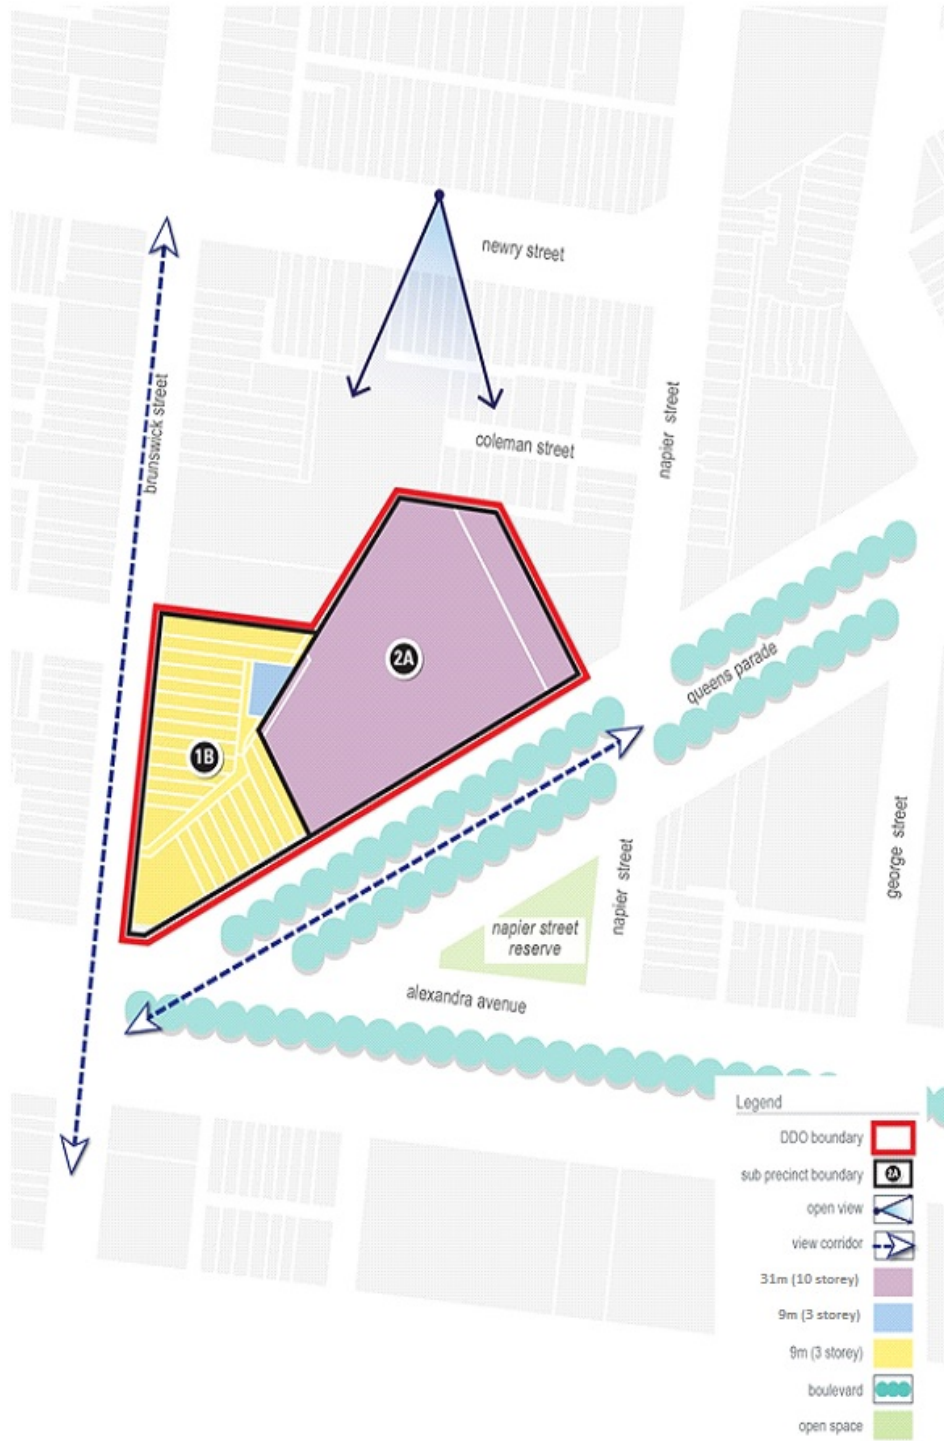 newry street
brunswick street
napier street
coleman street
2A
queens parade
1B
george street
napier street
napier street
reserve
alexandra avenue
Legend
DDO boundary
sub precinct boundary
2A
open view
view corridor
31m (10 storey)
9m (3 storey)
9m (3 storey)
boulevard
open space